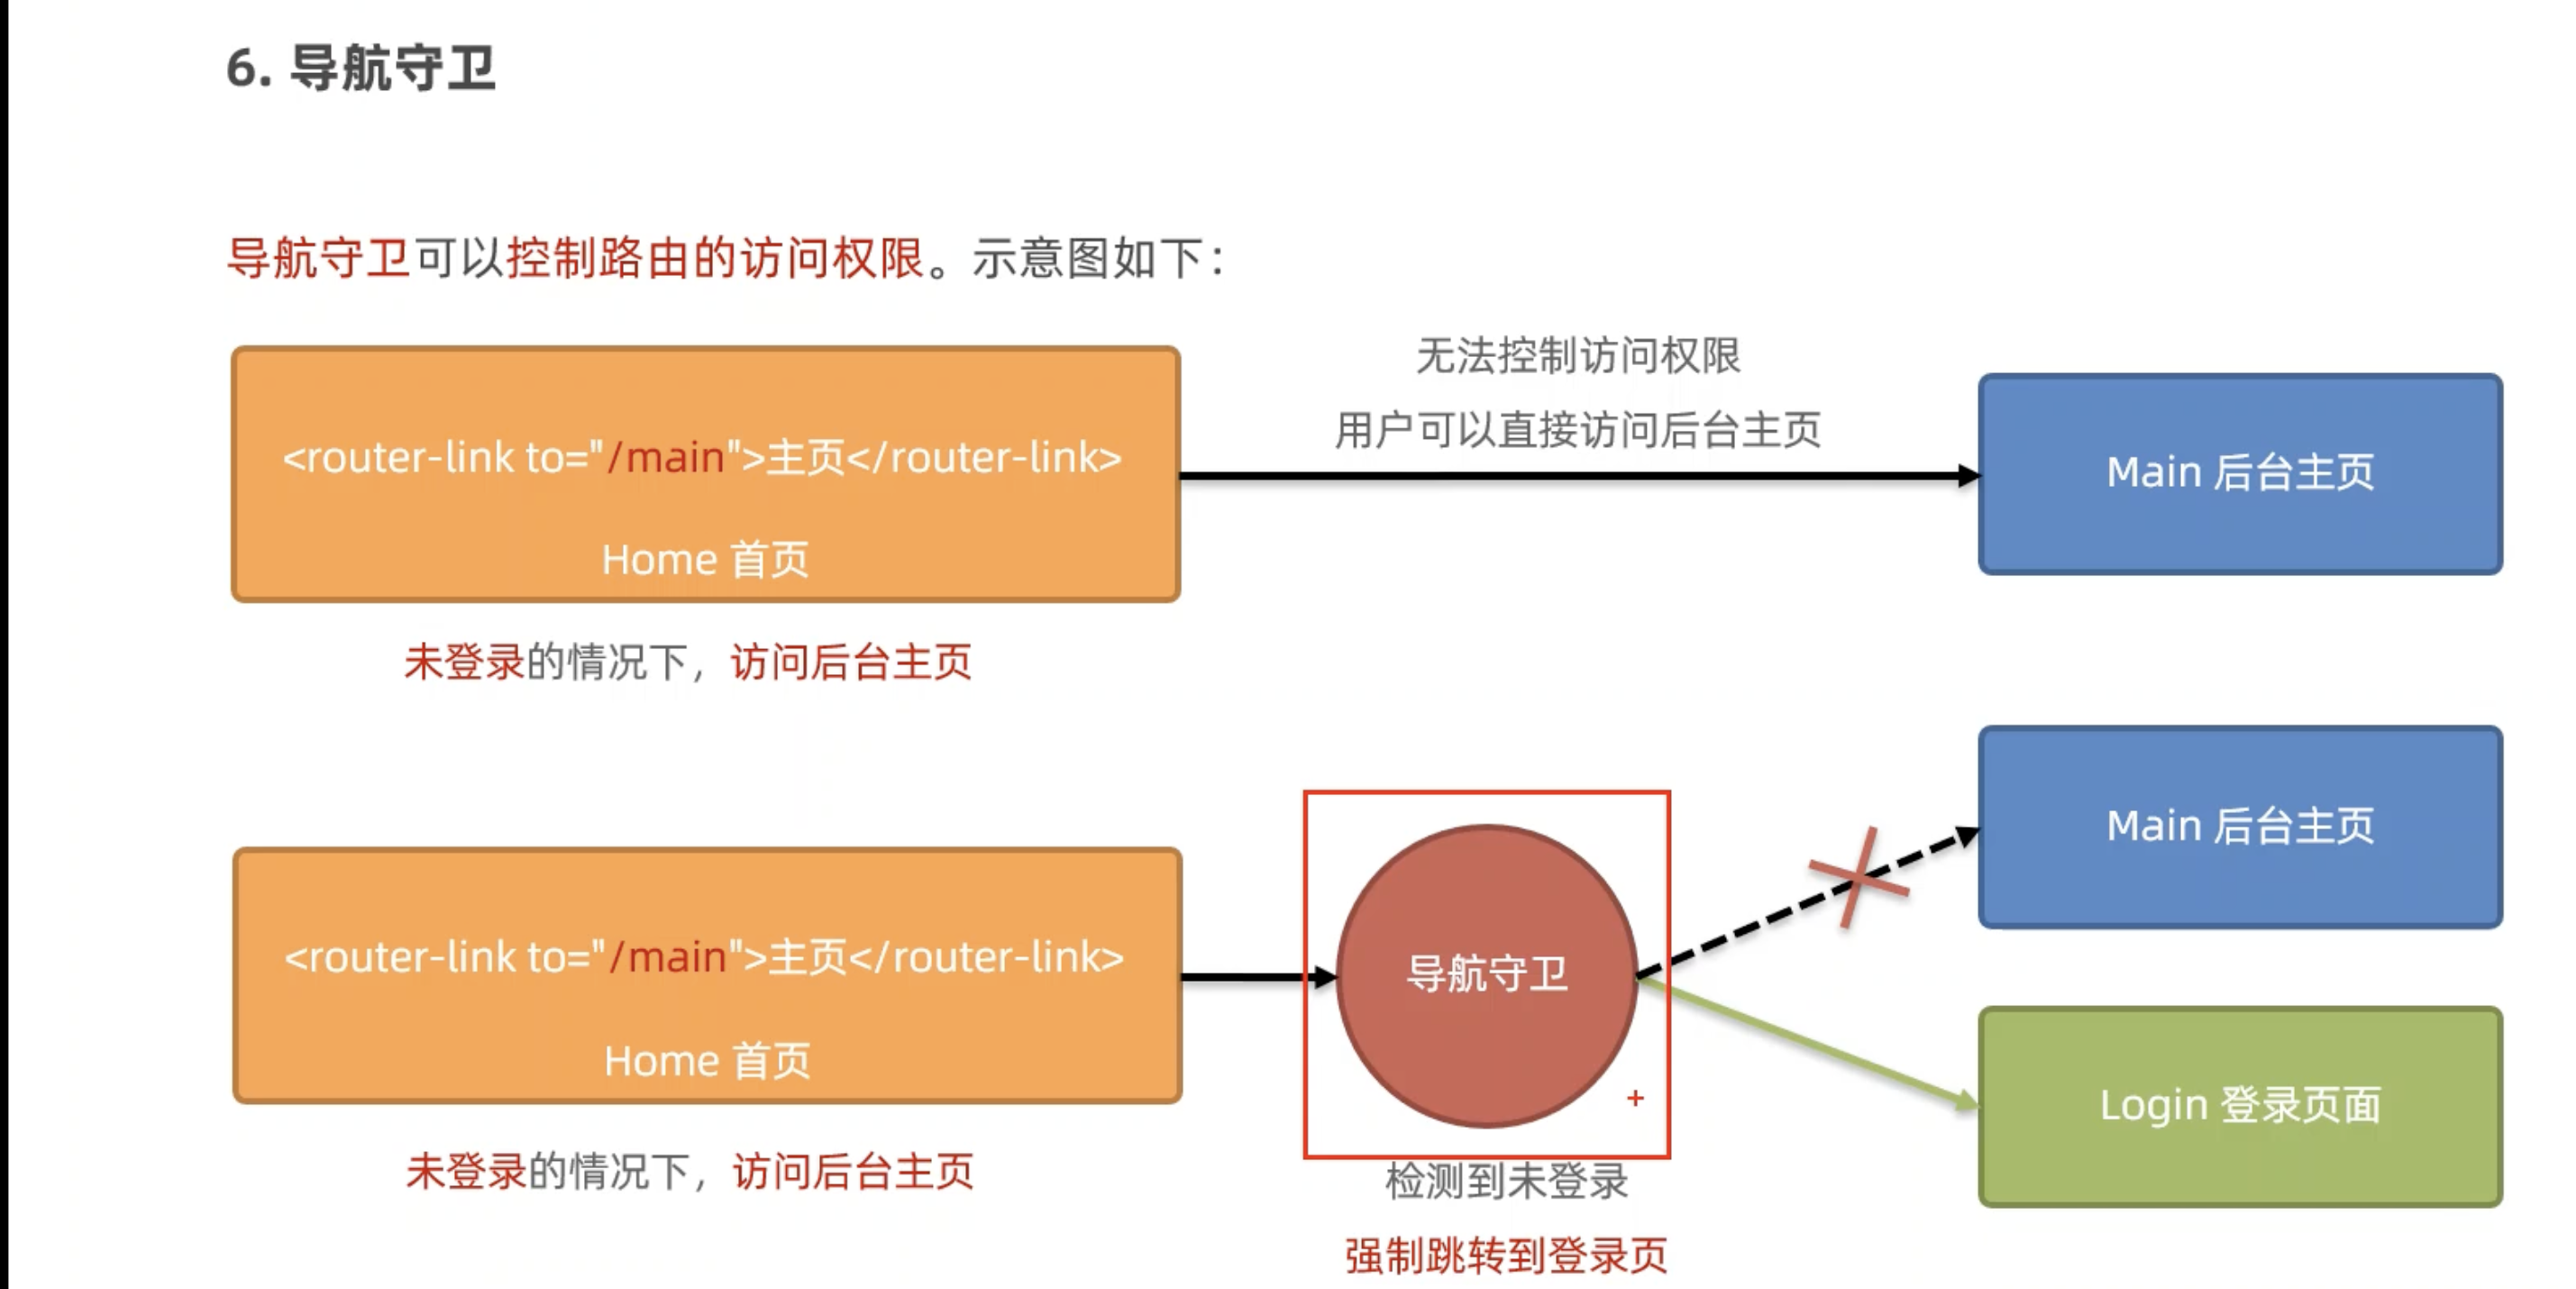 6. 导航守卫
导航守卫可以控制路由的访问权限。示意图如下：
无法控制访问权限
用户可以直接访问后台主页
<router-link to="/main">主页</router-link>
Home 首页
Main 后台主页
未登录的情况下，访问后台主页
<router-link to="/main">主页</router-link>
Home 首页
导航守卫
Main 后台主页
Login 登录页面
未登录的情况下，访问后台主页
检测到未登录
强制跳转到登录页